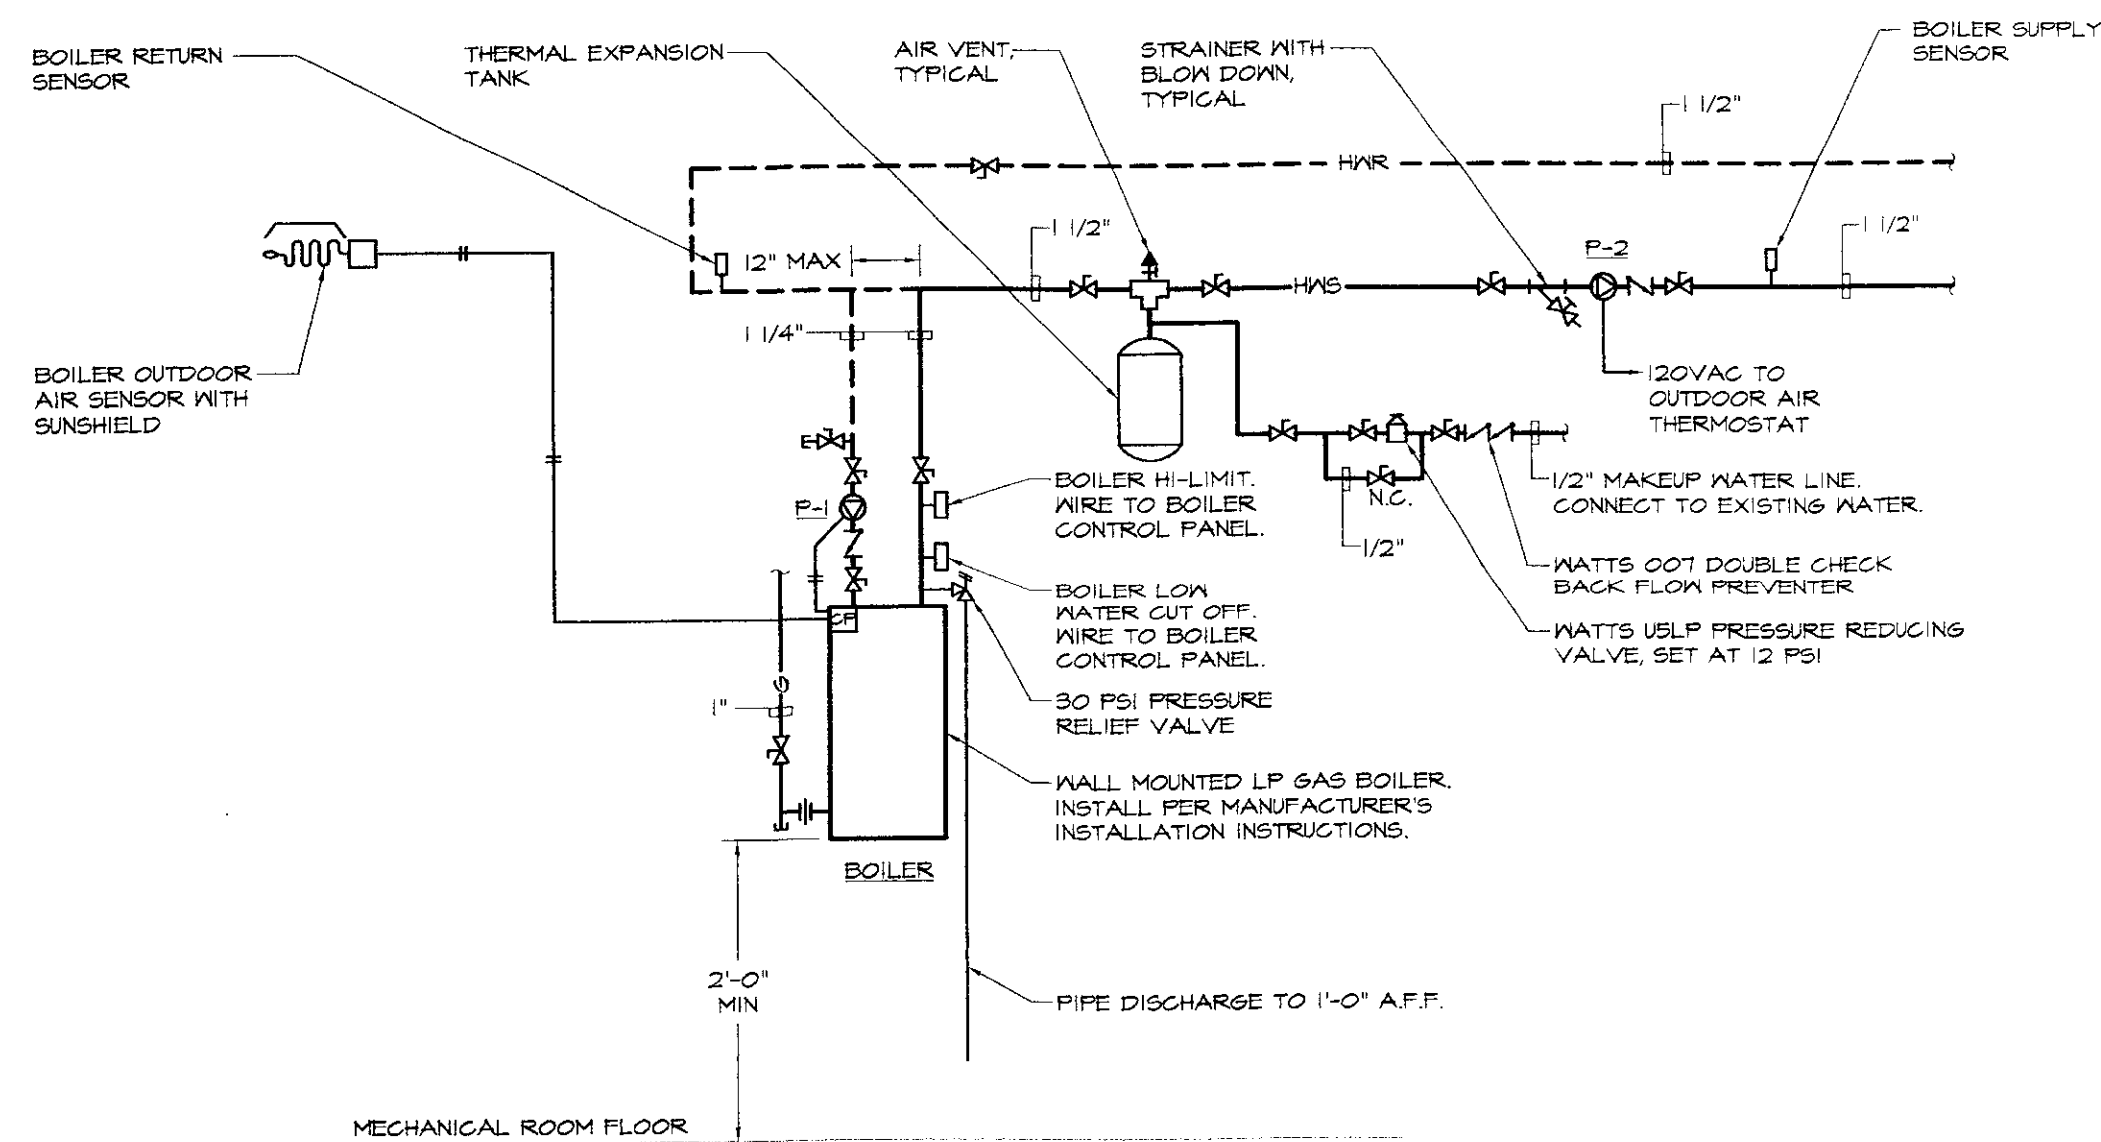 BOILER RETURN
SENSOR
THERMAL EXPANSION
TANK
AIR VENT,
TYPICAL
STRAINER WITH
BLOW DOWN,
TYPICAL
BOILER SUPPLY
SENSOR
1 1/2"
HWR
12" MAX
1 1/2"
P-2
1 1/2"
HWS
1 1/4"
BOILER OUTDOOR
AIR SENSOR WITH
SUNSHIELD
120VAC TO
OUTDOOR AIR
THERMOSTAT
P-1
BOILER HI-LIMIT.
WIRE TO BOILER
CONTROL PANEL.
N.C.
1/2"
1/2" MAKEUP WATER LINE.
CONNECT TO EXISTING WATER.
WATTS 007 DOUBLE CHECK
BACK FLOW PREVENTER
BOILER LOW
WATER CUT OFF.
WIRE TO BOILER
CONTROL PANEL.
CP
WATTS U5LP PRESSURE REDUCING
VALVE, SET AT 12 PSI
G
1"
30 PSI PRESSURE
RELIEF VALVE
WALL MOUNTED LP GAS BOILER.
INSTALL PER MANUFACTURER'S
INSTALLATION INSTRUCTIONS.
BOILER
2'-0"
MIN
PIPE DISCHARGE TO 1'-0" A.F.F.
MECHANICAL ROOM FLOOR